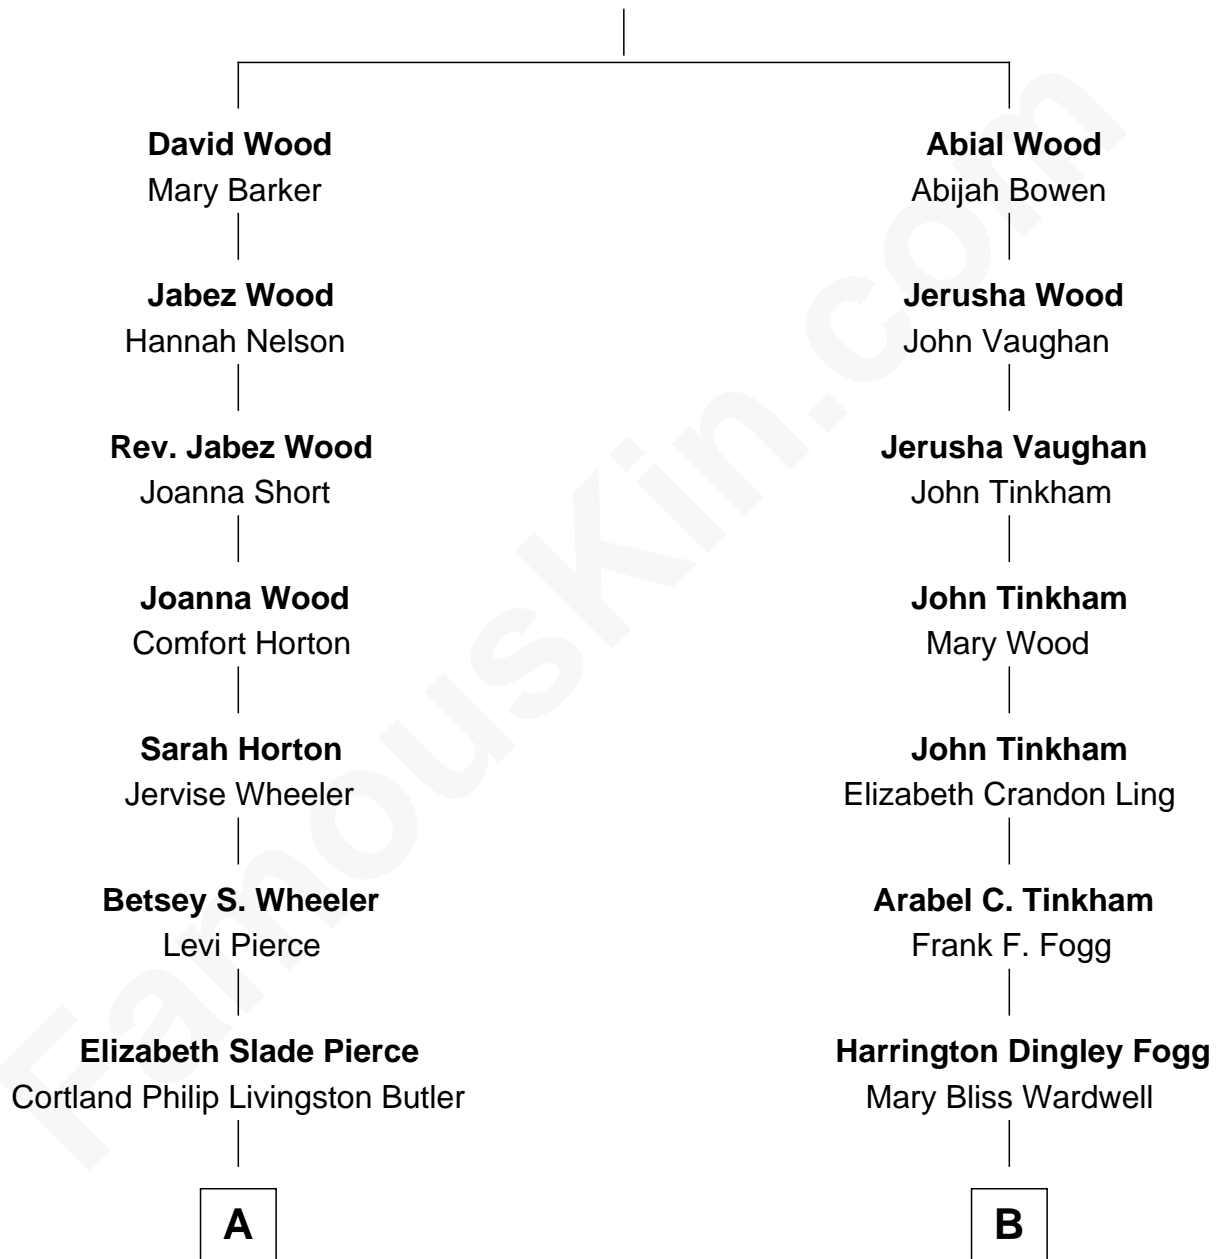 David Wood
Mary Barker
Jabez Wood
Hannah Nelson
Rev. Jabez Wood
Joanna Short
Joanna Wood
Comfort Horton
Sarah Horton
Jervise Wheeler
Betsey S. Wheeler
Levi Pierce
Elizabeth Slade Pierce
Cortland Philip Livingston Butler
A
Abial Wood
Abijah Bowen
Jerusha Wood
John Vaughan
Jerusha Vaughan
John Tinkham
John Tinkham
Mary Wood
John Tinkham
Elizabeth Crandon Ling
Arabel C. Tinkham
Frank F. Fogg
Harrington Dingley Fogg
Mary Bliss Wardwell
B
FamousKin.com